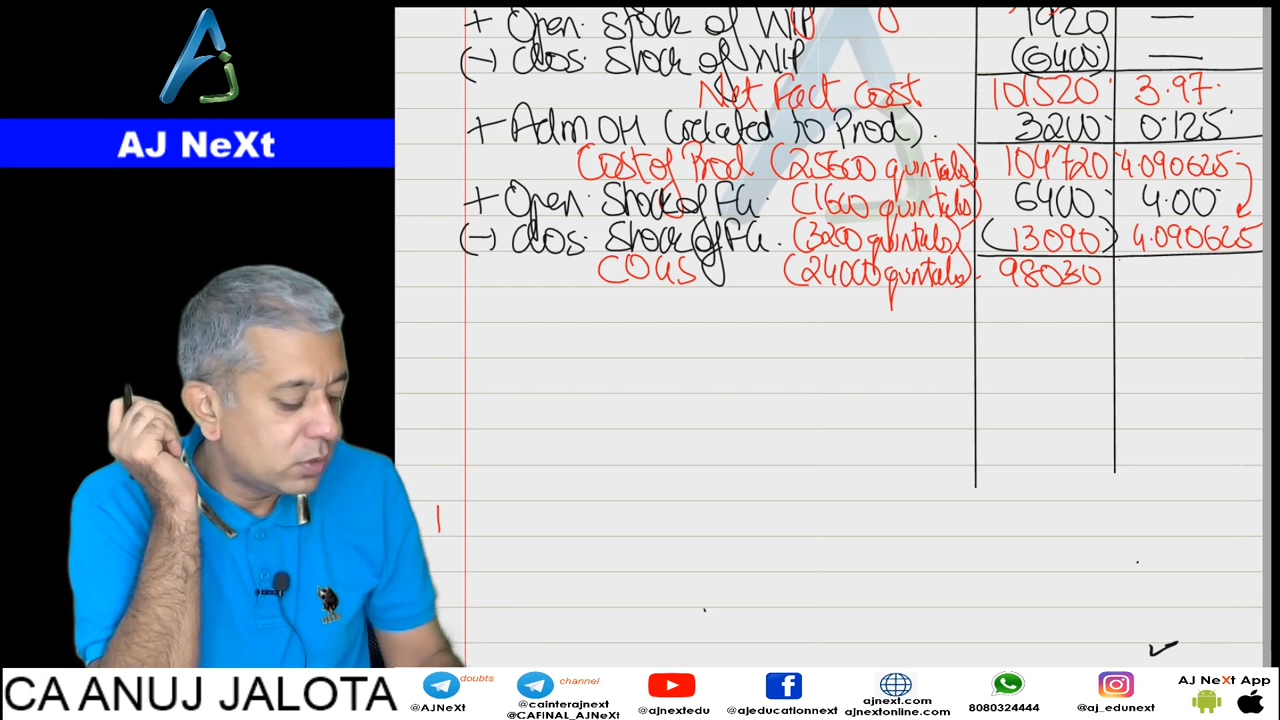 + Open. Stock of WIP 1920 —
(-) Clos. Stock of WIP (6400) —
Net Fact Cost 101520 3.97
+ Adm OH (related to Prod). 3200 0.125
Cost of Prod (25600 quintals) 104720 4.090625
+ Open. Stock of FG. (1600 quintals) 6400 4.00
(-) Clos. Stock of FG. (3200 quintals) (13090) 4.090625
COGS (24000 quintals) 98030
AJ NeXt
CA ANUJ JALOTA
doubts
@AJNeXt
channel
@cainterajnext
@CAFINAL_AJNeXt
@ajnextedu
@ajeducationnext
ajnext.com
ajnextonline.com
8080324444
@aj_edunext
AJ NeXt App